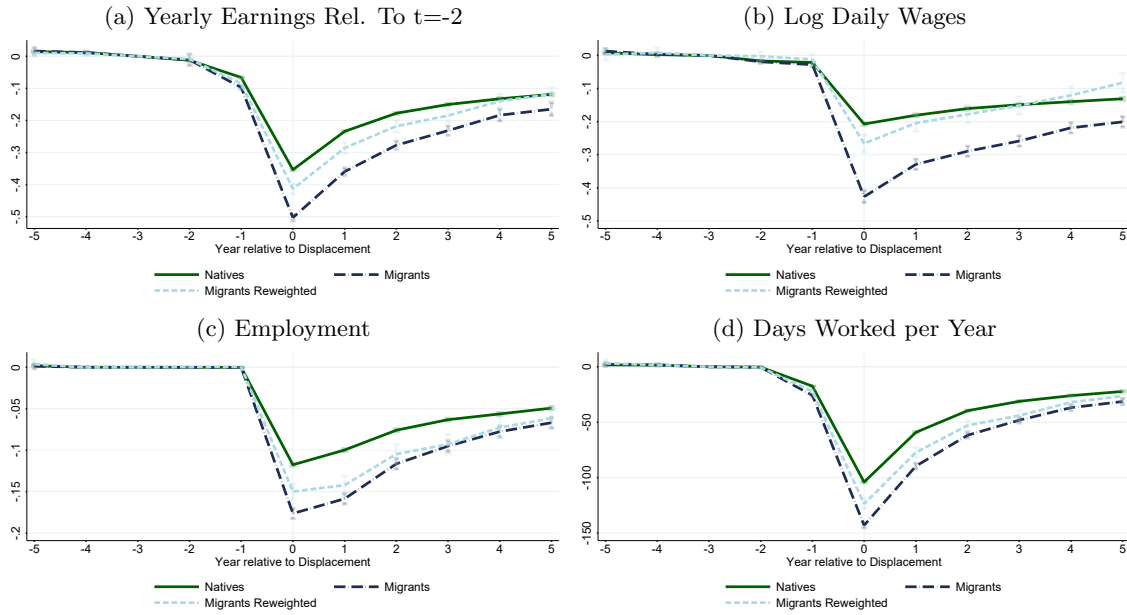 (a) Yearly Earnings Rel. To t=-2
0
-.1
-.2
-.3
-.4
-.5
-5 -4 -3 -2 -1 0 1 2 3 4 5
Year relative to Displacement
Natives Migrants
Migrants Reweighted
(b) Log Daily Wages
0
-.1
-.2
-.3
-.4
-.5
-5 -4 -3 -2 -1 0 1 2 3 4 5
Year relative to Displacement
Natives Migrants
Migrants Reweighted
(c) Employment
0
-.05
-.1
-.15
-.2
-5 -4 -3 -2 -1 0 1 2 3 4 5
Year relative to Displacement
Natives Migrants
Migrants Reweighted
(d) Days Worked per Year
0
-50
-100
-150
-5 -4 -3 -2 -1 0 1 2 3 4 5
Year relative to Displacement
Natives Migrants
Migrants Reweighted